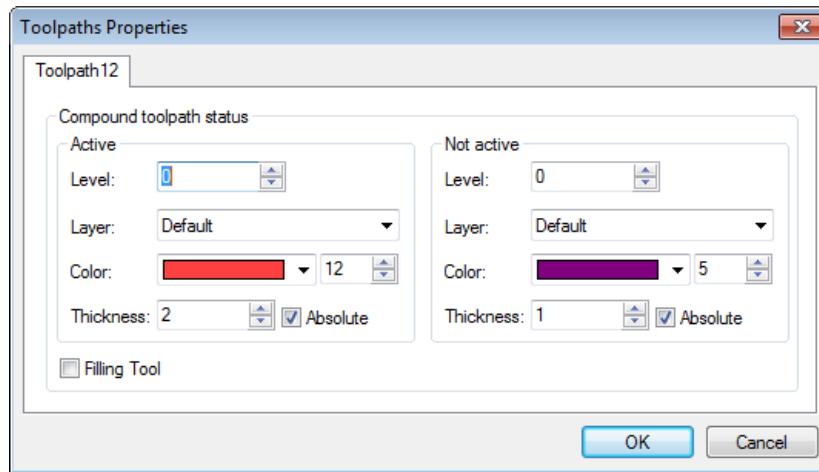 Toolpaths Properties
Toolpath12
Compound toolpath status
Active
Level: 0
Layer: Default
Color: 12
Thickness: 2 Absolute
Not active
Level: 0
Layer: Default
Color: 5
Thickness: 1 Absolute
Filling Tool
OK Cancel